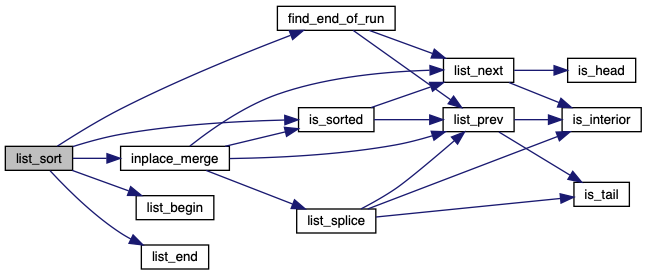 find_end_of_run
list_next
is_head
is_sorted
list_prev
is_interior
list_sort
inplace_merge
is_tail
list_begin
list_splice
list_end